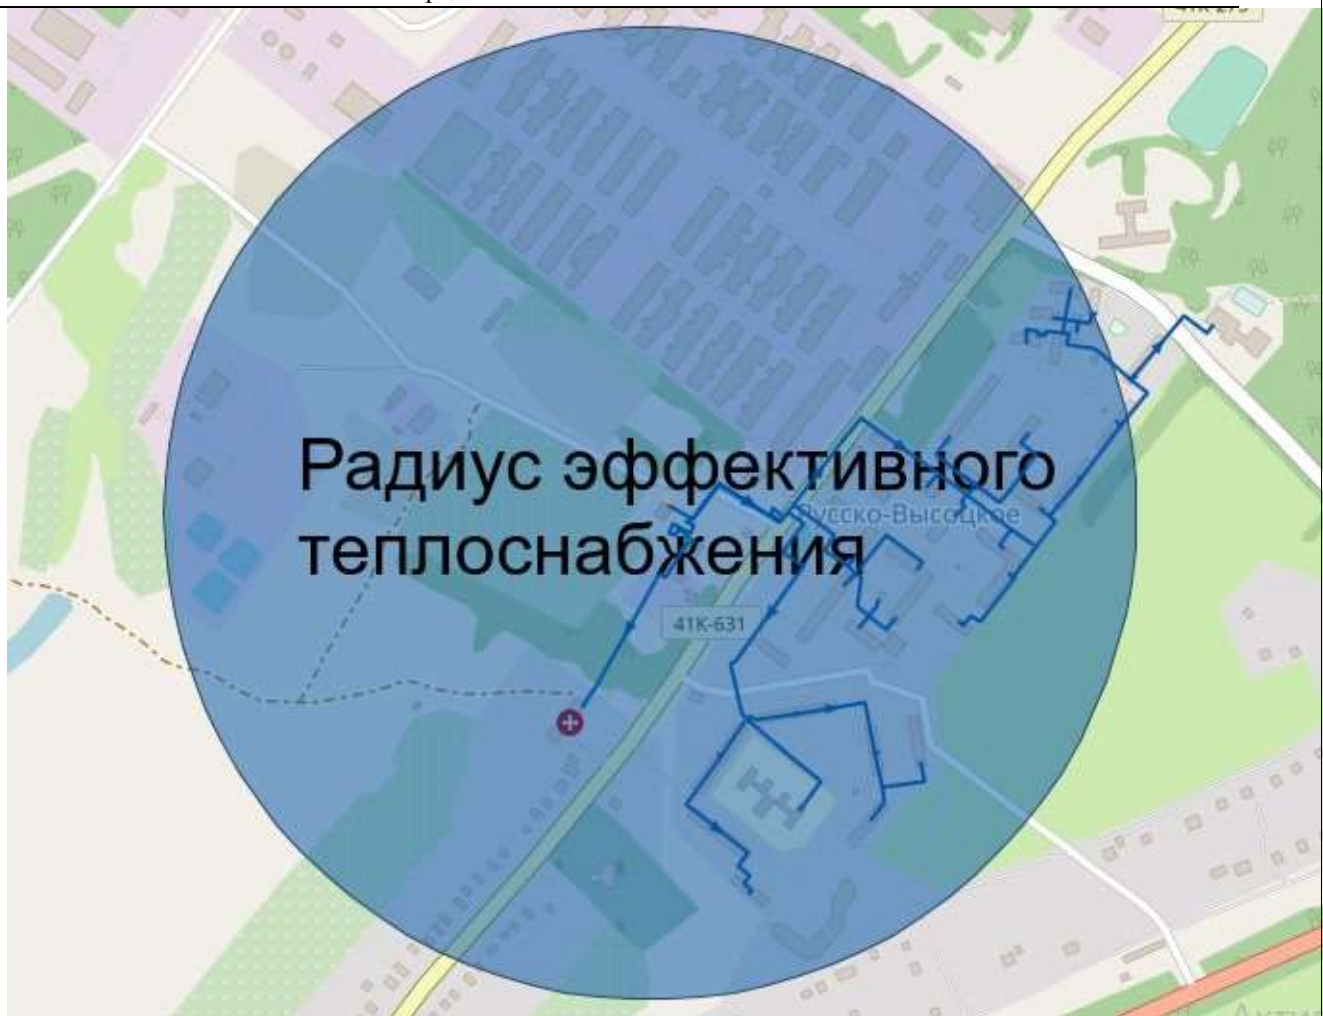 Радиус эффективного
теплоснабжения
Русско-Высоцкое
41К-631